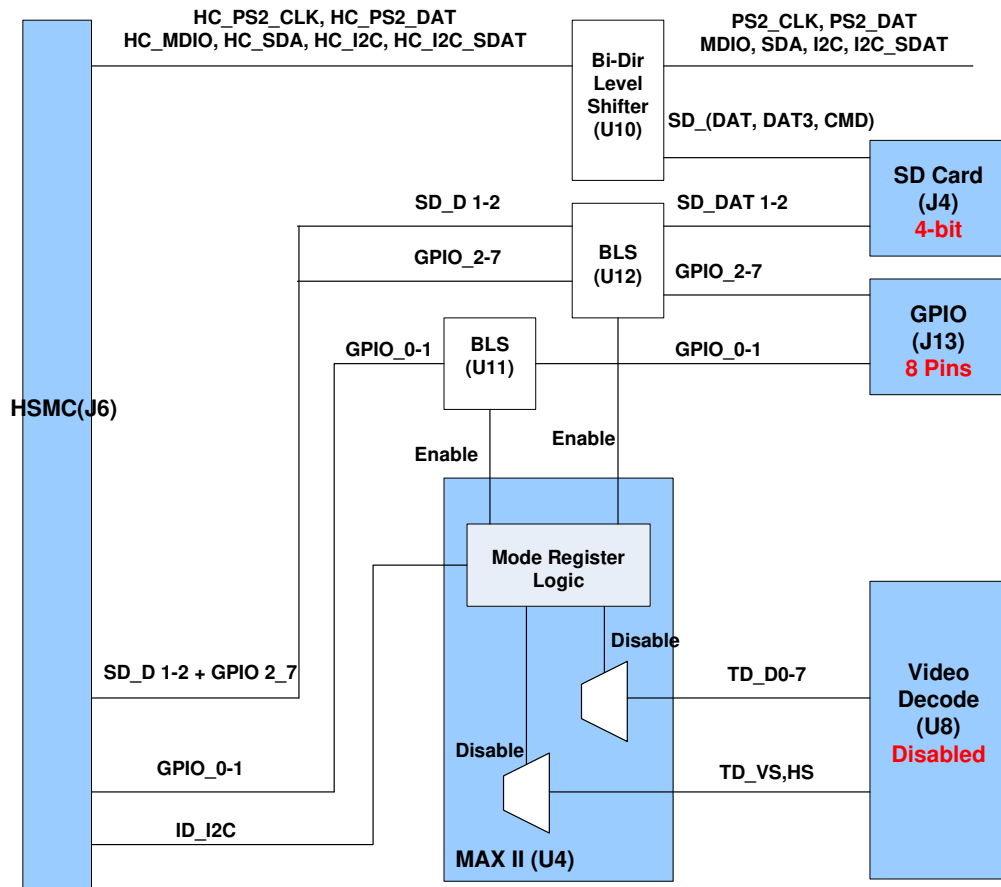 HC_PS2_CLK, HC_PS2_DAT
HC_MDIO, HC_SDA, HC_I2C, HC_I2C_SDAT
PS2_CLK, PS2_DAT
MDIO, SDA, I2C, I2C_SDAT
Bi-Dir
Level
Shifter
(U10)
SD_(DAT, DAT3, CMD)
SD Card
(J4)
4-bit
SD_D 1-2
SD_DAT 1-2
BLS
(U12)
GPIO_2-7
GPIO_2-7
GPIO
(J13)
8 Pins
GPIO_0-1
BLS
(U11)
GPIO_0-1
HSMC(J6)
Enable
Enable
Mode Register
Logic
Disable
SD_D 1-2 + GPIO 2_7
TD_D0-7
Video
Decode
(U8)
Disabled
Disable
GPIO_0-1
TD_VS,HS
ID_I2C
MAX II (U4)